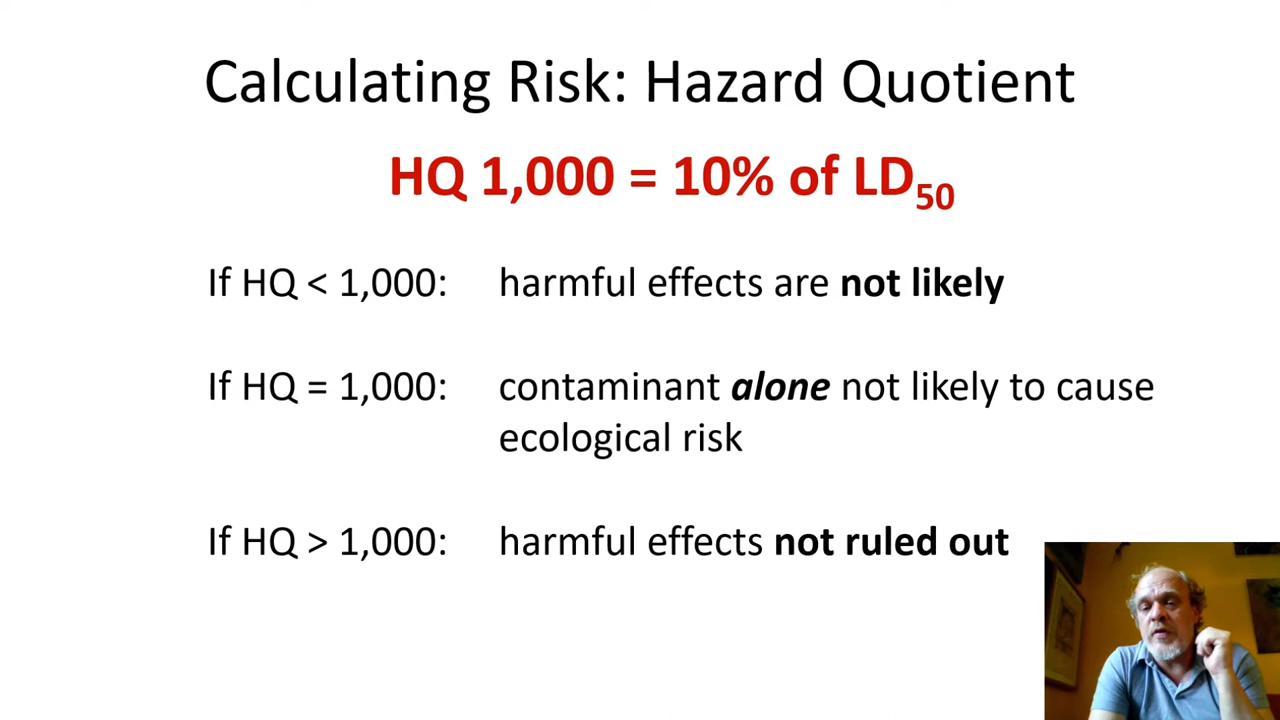 Calculating Risk: Hazard Quotient
HQ 1,000 = 10% of LD50
If HQ < 1,000: harmful effects are not likely
If HQ = 1,000: contaminant alone not likely to cause
ecological risk
If HQ > 1,000: harmful effects not ruled out